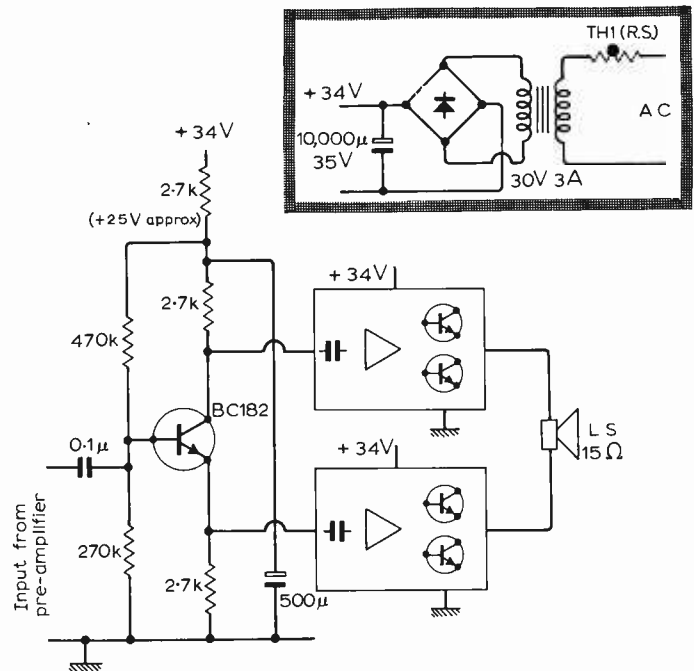 TH1 (R.S.)
+34V
AC
10,000µ
35V
30V 3A
+34V
2·7k
(+25V approx)
2·7k
+34V
470k
BC182
0·1µ
+34V
LS
15Ω
Input from
pre-amplifier
270k
2·7k
500µ